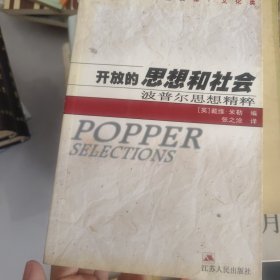 开放的思想和社会
波普尔思想精粹
[英]戴维·米勒 编
张之沧 译
POPPER
SELECTIONS
江苏人民出版社
月